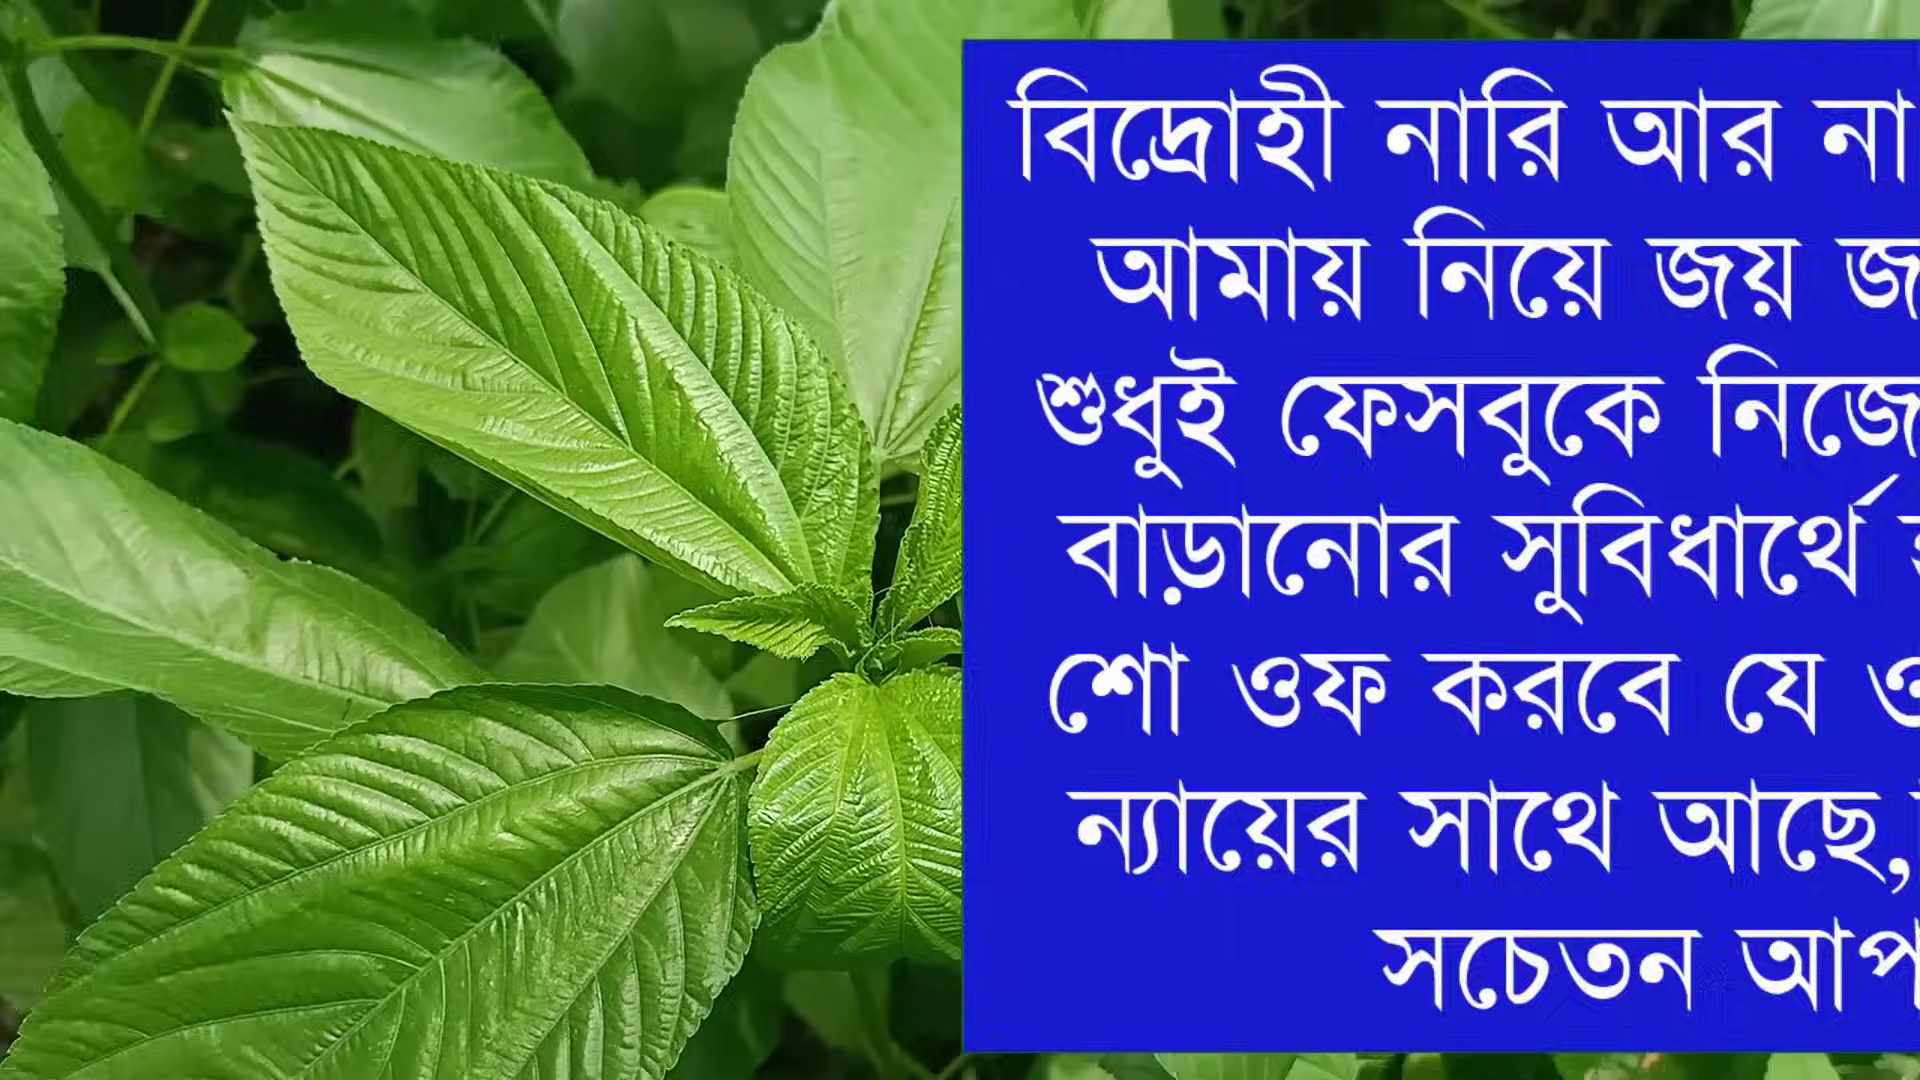 বিদ্রোহী নারি আর না
আমায় নিয়ে জয় জ
শুধুই ফেসবুকে নিজে
বাড়ানোর সুবিধার্থে
শো ওফ করবে যে ও
ন্যায়ের সাথে আছে,
সচেতন আপ